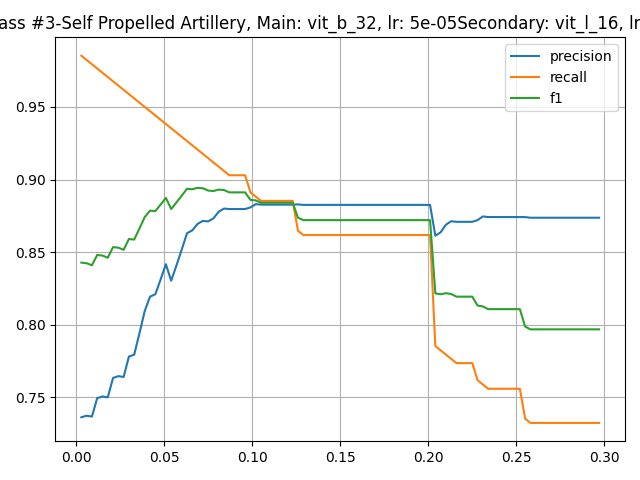 ass #3-Self Propelled Artillery, Main: vit_b_32, lr: 5e-05Secondary: vit_l_16, lr
precision
recall
f1
0.95
0.90
0.85
0.80
0.75
0.00 0.05 0.10 0.15 0.20 0.25 0.30